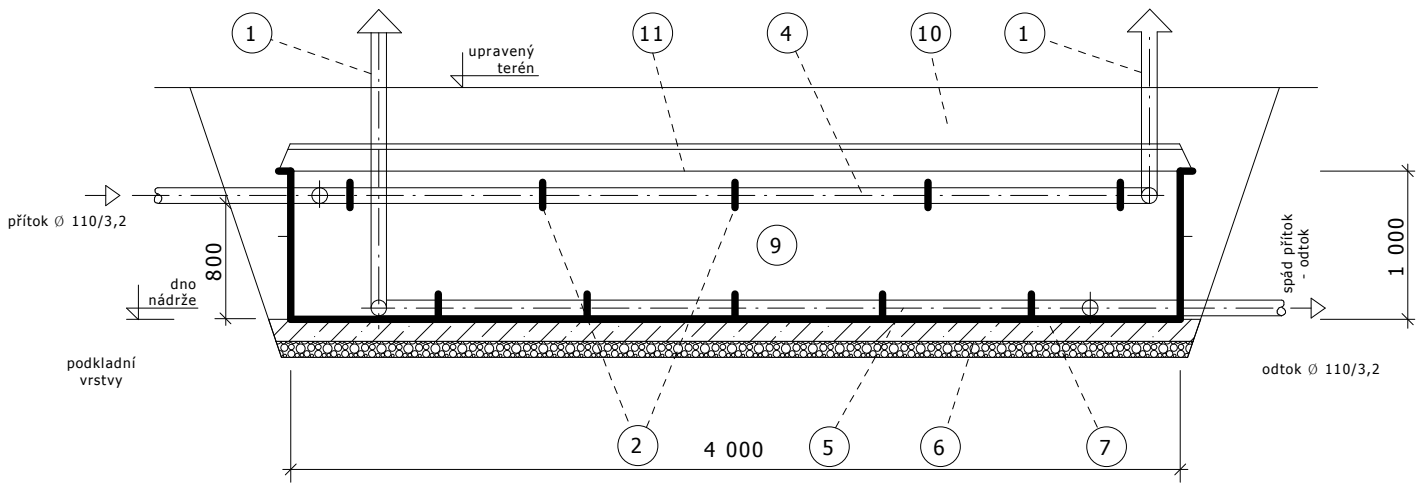 1
11
4
10
1
upravený
terén
přítok Ø 110/3,2
800
9
spád přítok
- odtok
1 000
dno
nádrže
podkladní
vrstvy
odtok Ø 110/3,2
2
4 000
5
6
7